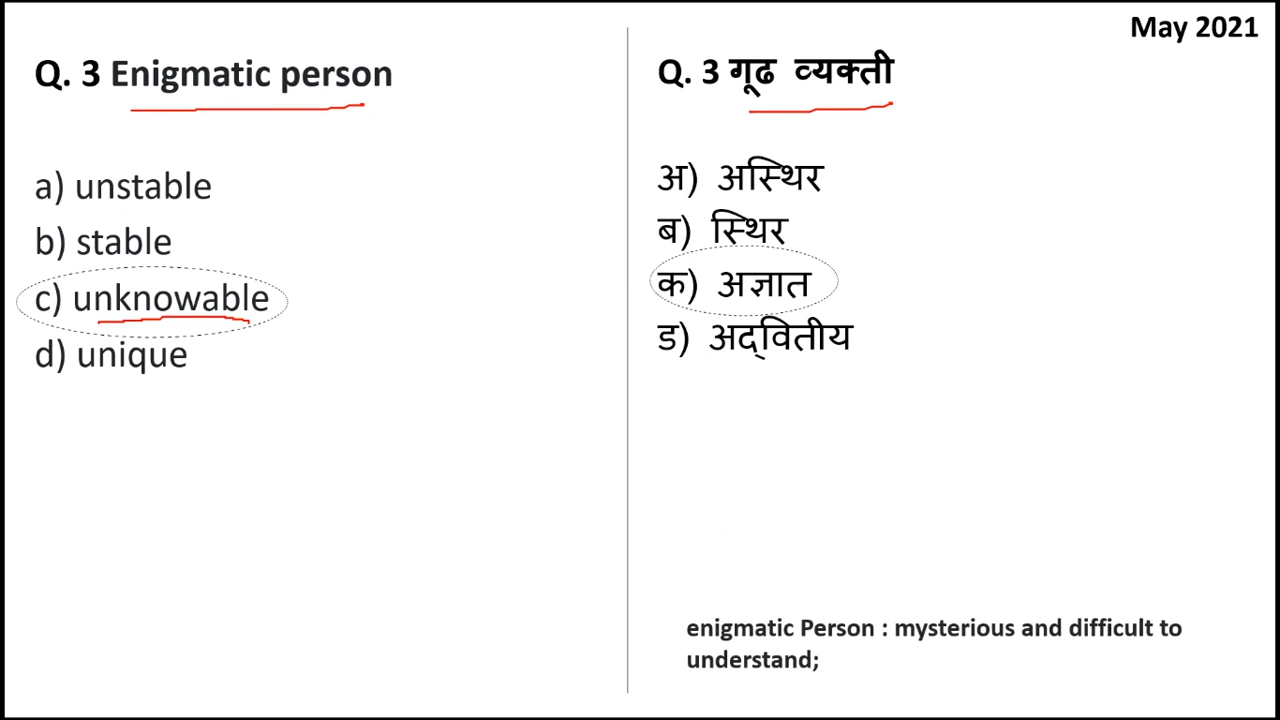 May 2021
Q. 3 Enigmatic person
a) unstable
b) stable
c) unknowable
d) unique
Q. 3 गूढ व्यक्ती
अ) अस्थिर
ब) स्थिर
क) अज्ञात
ड) अद्‌वितीय
enigmatic Person : mysterious and difficult to
understand;